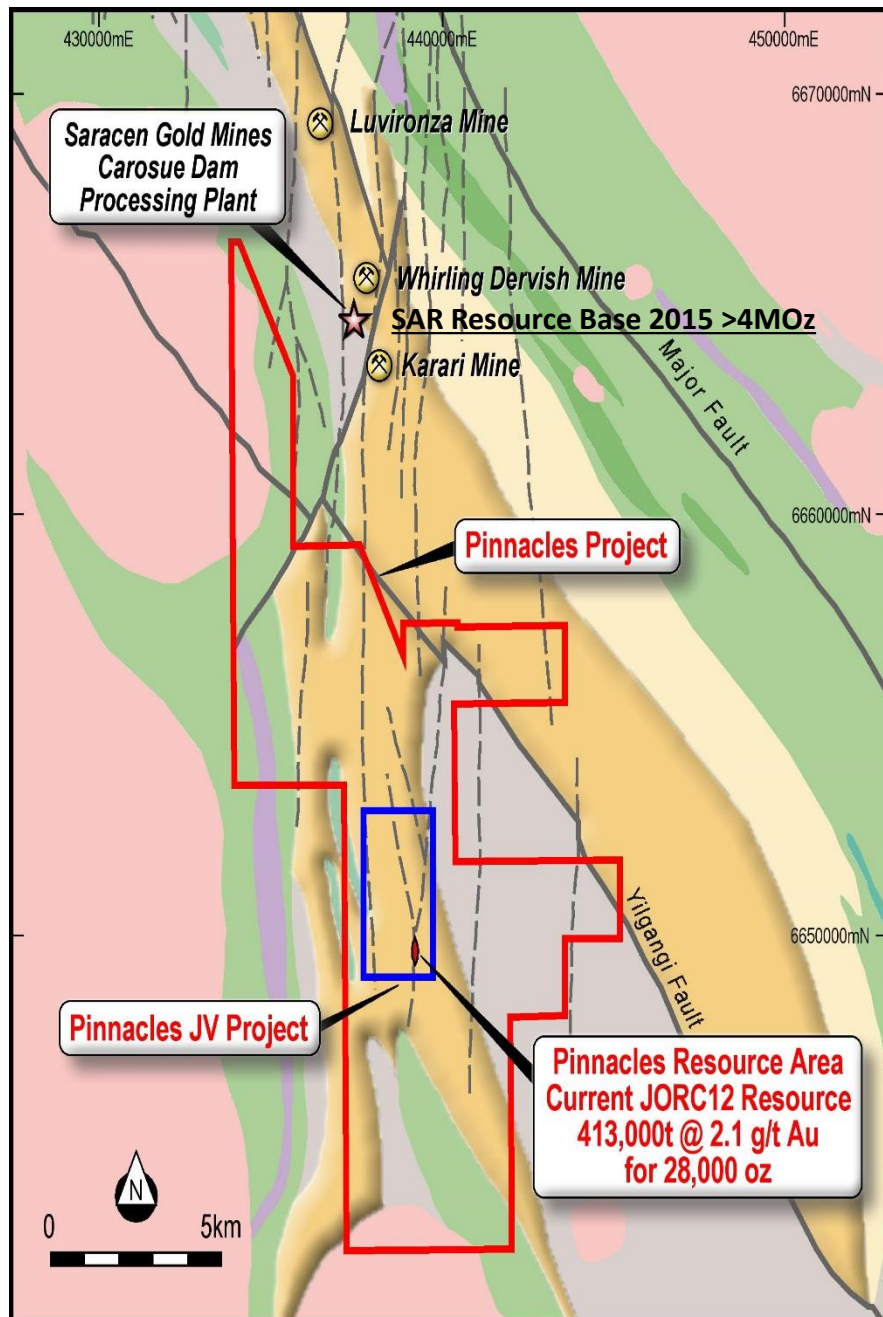 430000mE
440000mE
450000mE
6670000mN
Luvironza Mine
Saracen Gold Mines
Carosue Dam
Processing Plant
Whirling Dervish Mine
SAR Resource Base 2015 >4MOz
Karari Mine
Major Fault
6660000mN
Pinnacles Project
Yilgangi Fault
6650000mN
Pinnacles JV Project
Pinnacles Resource Area
Current JORC12 Resource
413,000t @ 2.1 g/t Au
for 28,000 oz
N
0 5km